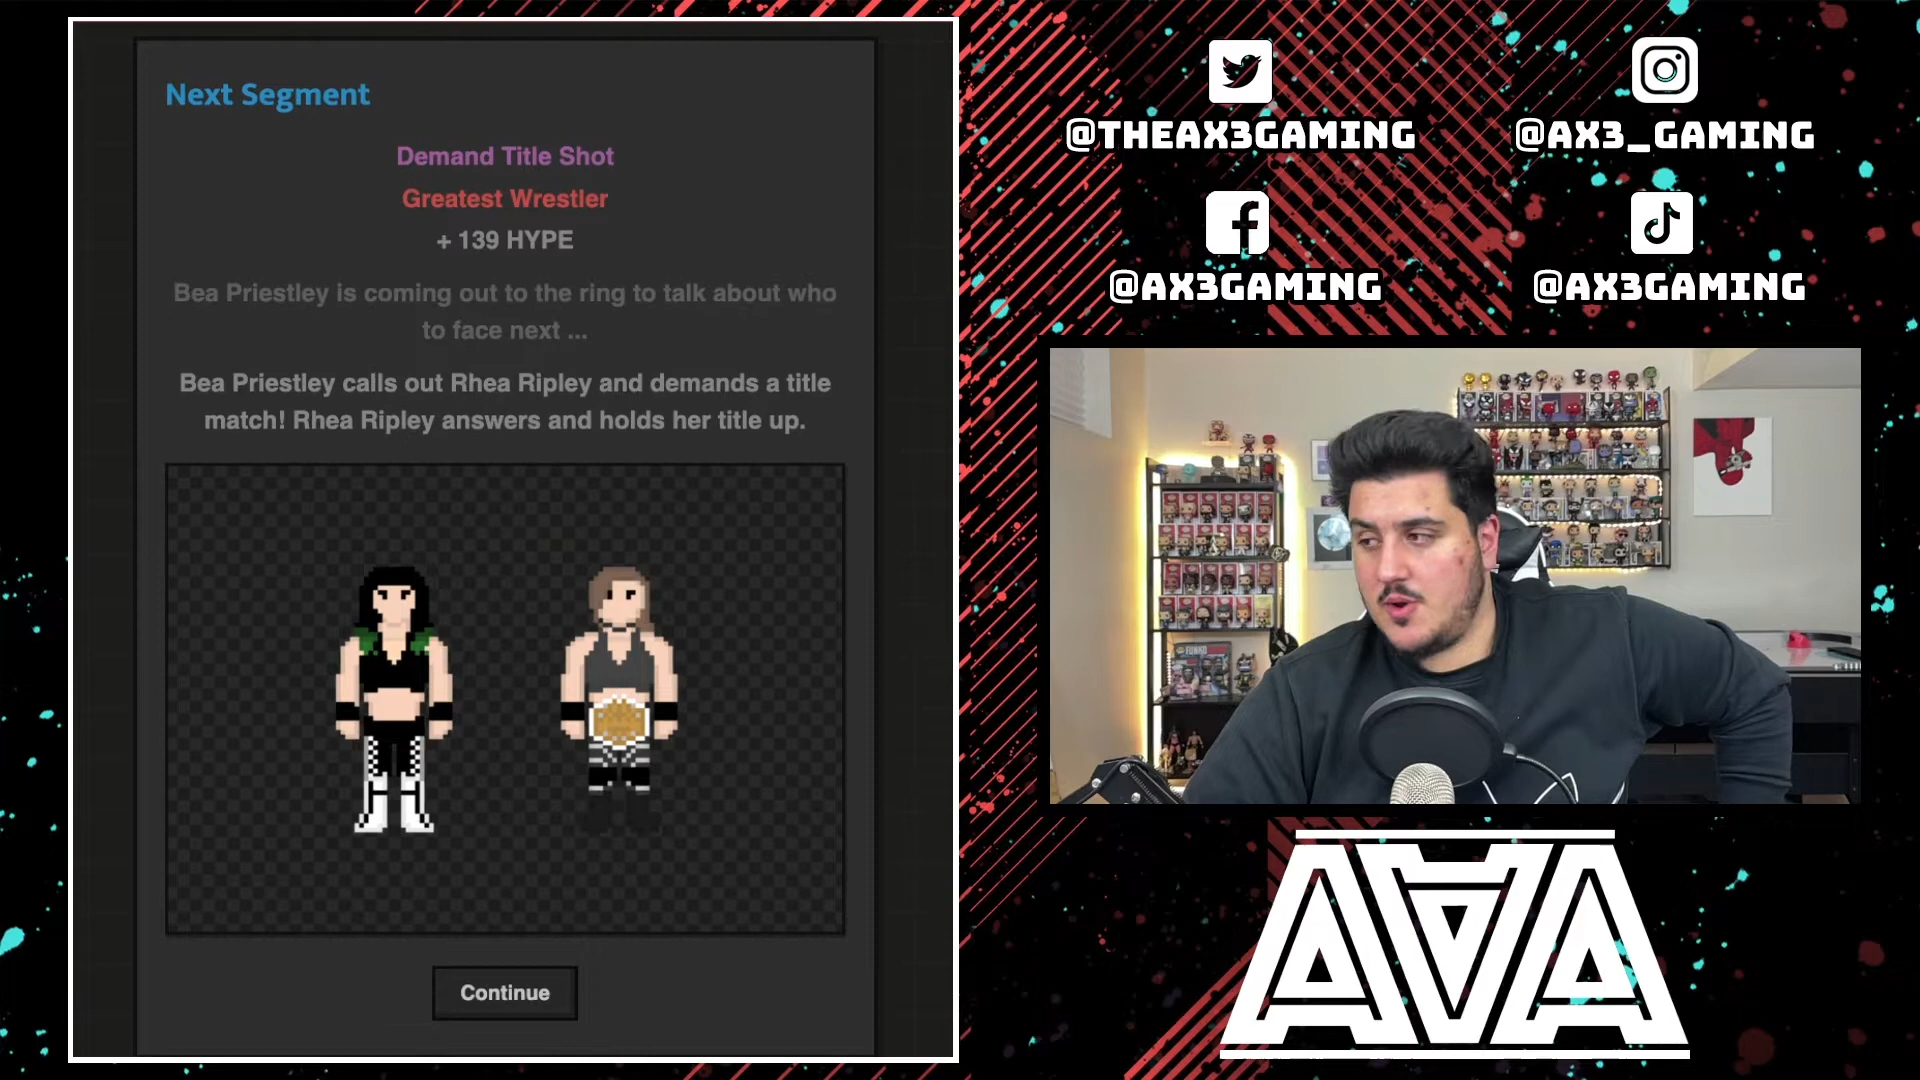 Next Segment
Demand Title Shot
Greatest Wrestler
+ 139 HYPE
Bea Priestley is coming out to the ring to talk about who
to face next ...
Bea Priestley calls out Rhea Ripley and demands a title
match! Rhea Ripley answers and holds her title up.
Continue
@THEAX3GAMING
@AX3_GAMING
@AX3GAMING
@AX3GAMING